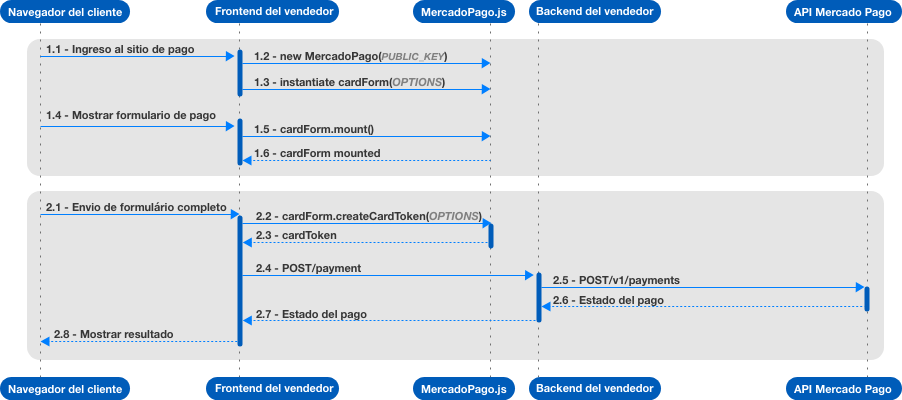 Navegador del cliente
Frontend del vendedor
MercadoPago.js
Backend del vendedor
API Mercado Pago
1.1 - Ingreso al sitio de pago
1.2 - new MercadoPago(PUBLIC_KEY)
1.3 - instantiate cardForm(OPTIONS)
1.4 - Mostrar formulario de pago
1.5 - cardForm.mount()
1.6 - cardForm mounted
2.1 - Envio de formulário completo
2.2 - cardForm.createCardToken(OPTIONS)
2.3 - cardToken
2.4 - POST/payment
2.5 - POST/v1/payments
2.6 - Estado del pago
2.7 - Estado del pago
2.8 - Mostrar resultado
Navegador del cliente
Frontend del vendedor
MercadoPago.js
Backend del vendedor
API Mercado Pago